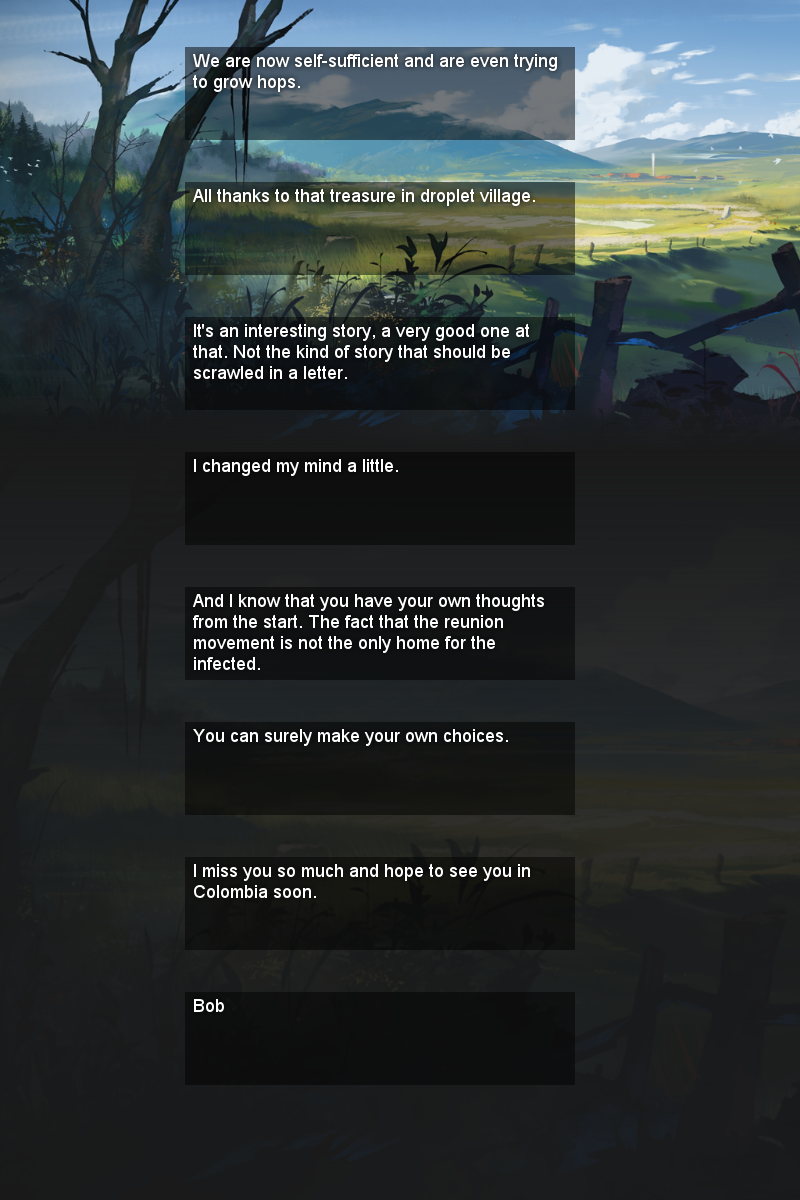 We are now self-sufficient and are even trying
to grow hops.
All thanks to that treasure in droplet village.
It's an interesting story, a very good one at
that. Not the kind of story that should be
scrawled in a letter.
I changed my mind a little.
And I know that you have your own thoughts
from the start. The fact that the reunion
movement is not the only home for the
infected.
You can surely make your own choices.
I miss you so much and hope to see you in
Colombia soon.
Bob